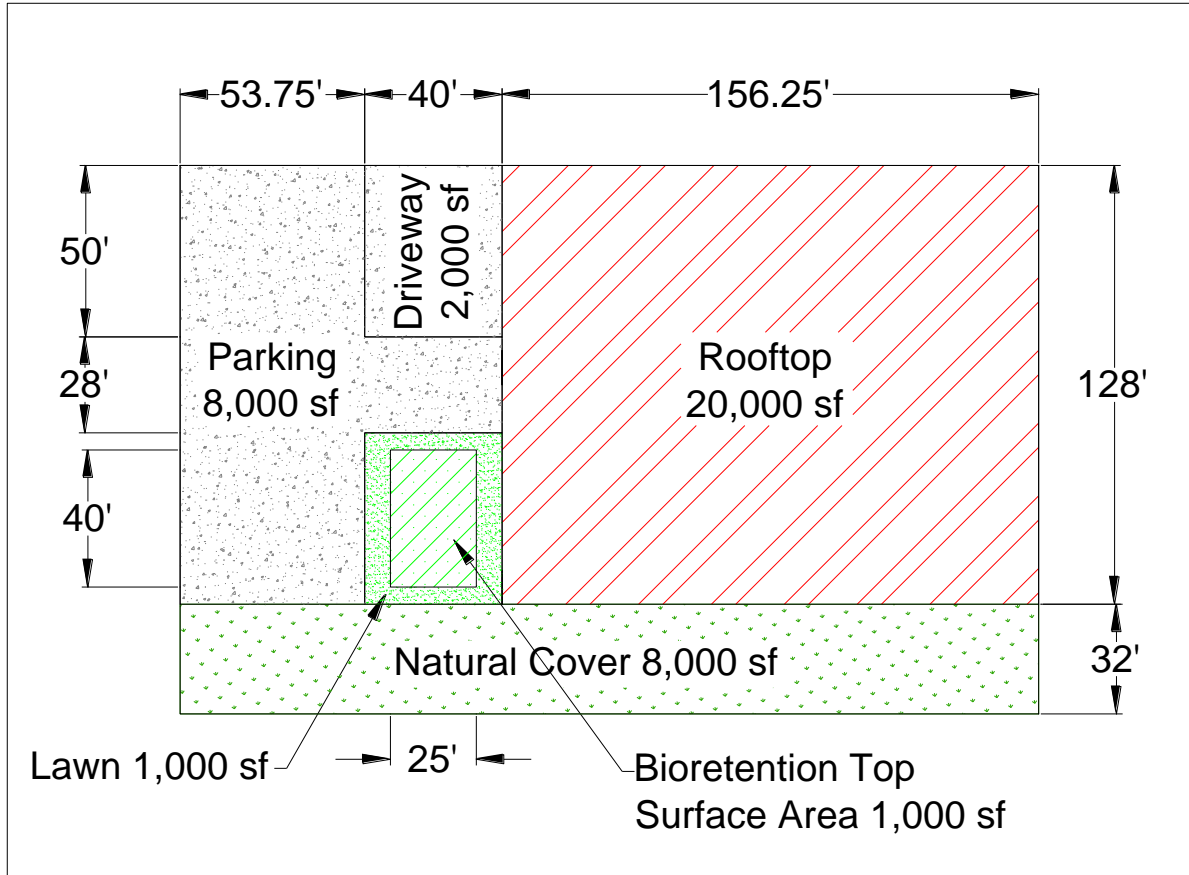 53.75'
40'
156.25'
50'
Driveway
2,000 sf
28'
Parking
8,000 sf
Rooftop
20,000 sf
128'
40'
Natural Cover 8,000 sf
32'
Lawn 1,000 sf
25'
Bioretention Top
Surface Area 1,000 sf